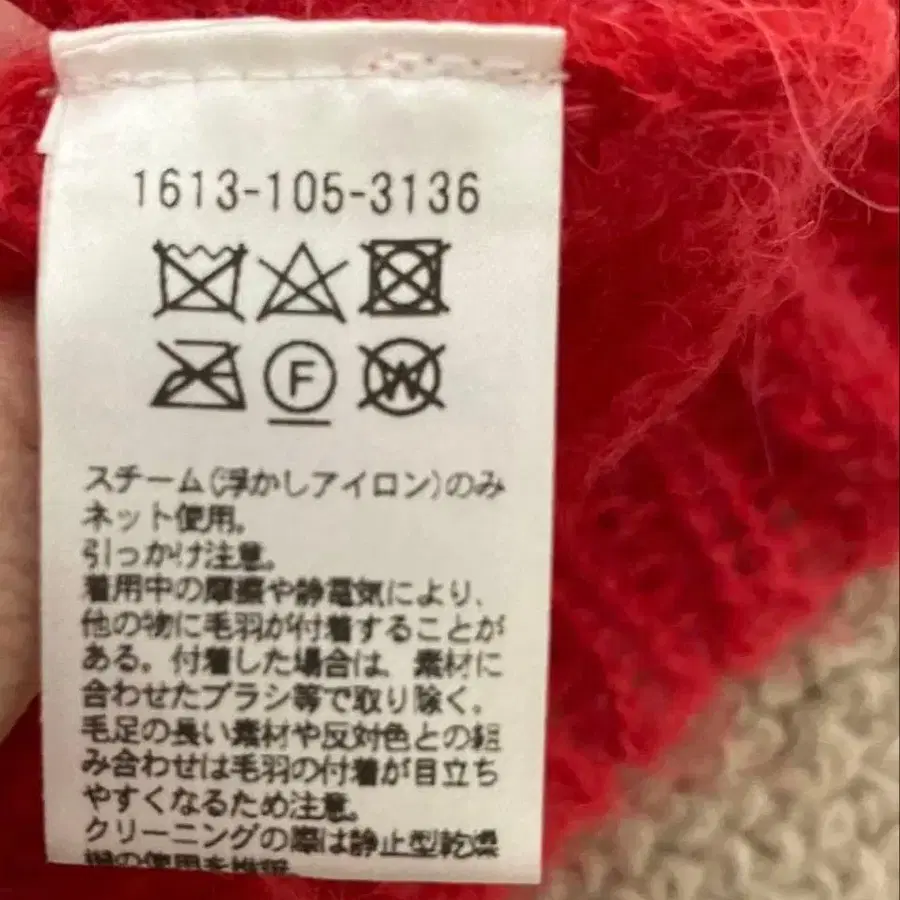 1613-105-3136
F
W
スチーム(浮かしアイロン)のみ
ネット使用。
引っかけ注意。
着用中の摩擦や静電気により、
他の物に毛羽が付着することが
ある。付着した場合は、素材に
合わせたブラシ等で取り除く。
毛足の長い素材や反対色との組
み合わせは毛羽の付着が目立ち
やすくなるため注意。
クリーニングの際は静止型乾燥
の使用を推奨。